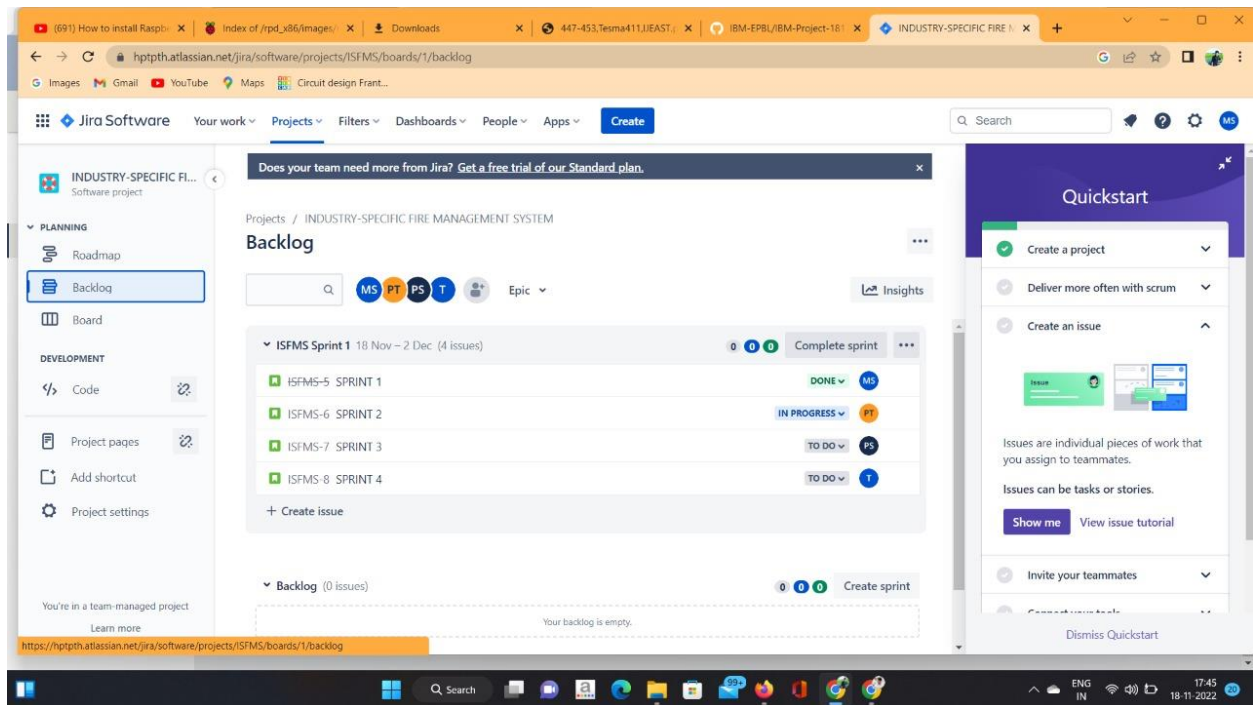 (691) How to install Raspb
Index of /rpd_x86/images/
Downloads
447-453,Tesma411,IJEAST.p
IBM-EPBL/IBM-Project-181
INDUSTRY-SPECIFIC FIRE M
hptpth.atlassian.net/jira/software/projects/ISFMS/boards/1/backlog
Images
Gmail
YouTube
Maps
Circuit design Frant...
Jira Software
Your work
Projects
Filters
Dashboards
People
Apps
Create
Search
MS
INDUSTRY-SPECIFIC FI...
Software project
PLANNING
Roadmap
Backlog
Board
DEVELOPMENT
Code
Project pages
Add shortcut
Project settings
You're in a team-managed project
Learn more
https://hptpth.atlassian.net/jira/software/projects/ISFMS/boards/1/backlog
Does your team need more from Jira? Get a free trial of our Standard plan.
Projects / INDUSTRY-SPECIFIC FIRE MANAGEMENT SYSTEM
Backlog
MS PT PS T
Epic
Insights
ISFMS Sprint 1 18 Nov – 2 Dec (4 issues) 0 0 0 Complete sprint
ISFMS-5 SPRINT 1 DONE MS
ISFMS-6 SPRINT 2 IN PROGRESS PT
ISFMS-7 SPRINT 3 TO DO PS
ISFMS-8 SPRINT 4 TO DO T
+ Create issue
Backlog (0 issues) 0 0 0 Create sprint
Your backlog is empty.
Quickstart
Create a project
Deliver more often with scrum
Create an issue
Issue
Issues are individual pieces of work that
you assign to teammates.
Issues can be tasks or stories.
Show me View issue tutorial
Invite your teammates
Connect your tools
Dismiss Quickstart
Search
99+
ENG
IN
17:45
18-11-2022
20